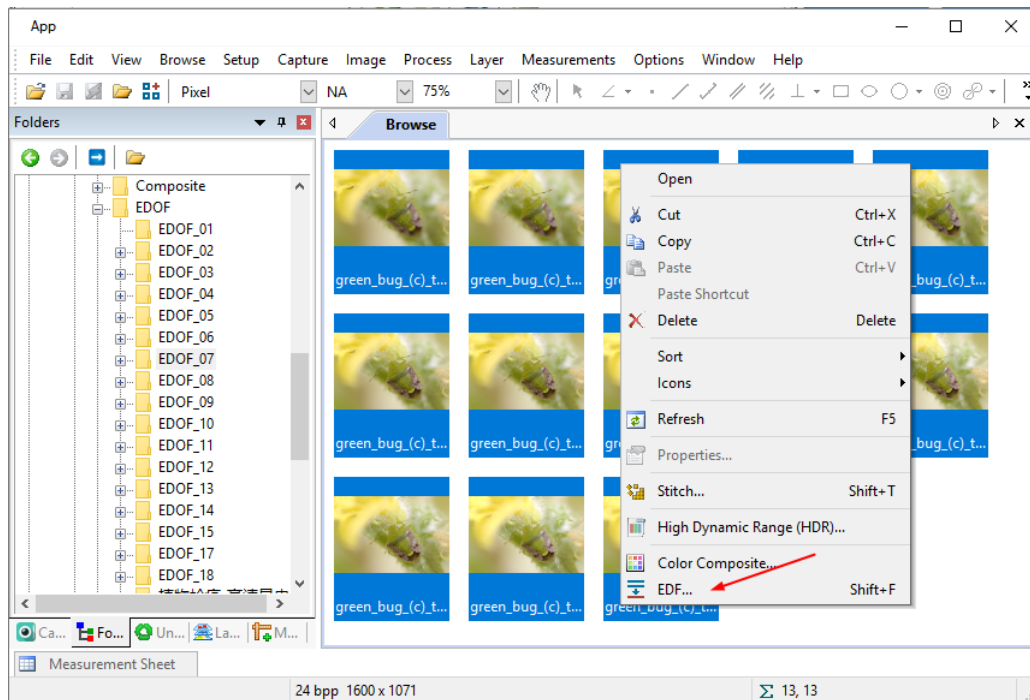 App
File Edit View Browse Setup Capture Image Process Layer Measurements Options Window Help
Pixel NA 75%
Folders
Browse
Composite
EDOF
EDOF_01
EDOF_02
EDOF_03
EDOF_04
EDOF_05
EDOF_06
EDOF_07
EDOF_08
EDOF_09
EDOF_10
EDOF_11
EDOF_12
EDOF_13
EDOF_14
EDOF_15
EDOF_17
EDOF_18
Ca... Fo... Un... La... M...
green_bug_(c)_t... green_bug_(c)_t... bug_(c)_t...
green_bug_(c)_t... green_bug_(c)_t... bug_(c)_t...
green_bug_(c)_t... green_bug_(c)_t... green_bug_(c)_t...
Open
Cut Ctrl+X
Copy Ctrl+C
Paste Ctrl+V
Paste Shortcut
Delete Delete
Sort
Icons
Refresh F5
Properties...
Stitch... Shift+T
High Dynamic Range (HDR)...
Color Composite...
EDF... Shift+F
Measurement Sheet
24 bpp 1600 x 1071 Σ 13, 13